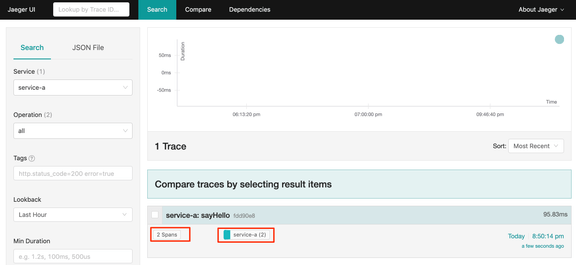 Jaeger UI
Lookup by Trace ID...
Search
Compare
Dependencies
About Jaeger
Search
JSON File
Service (1)
service-a
Operation (2)
all
Tags
http.status_code=200 error=true
Lookback
Last Hour
Min Duration
e.g. 1.2s, 100ms, 500us
Duration
50ms
0ms
-50ms
Time
06:13:20 pm
07:00:00 pm
09:46:40 pm
1 Trace
Sort: Most Recent
Compare traces by selecting result items
service-a: sayHello fdd90e8
95.83ms
2 Spans
service-a (2)
Today 8:50:14 pm
a few seconds ago